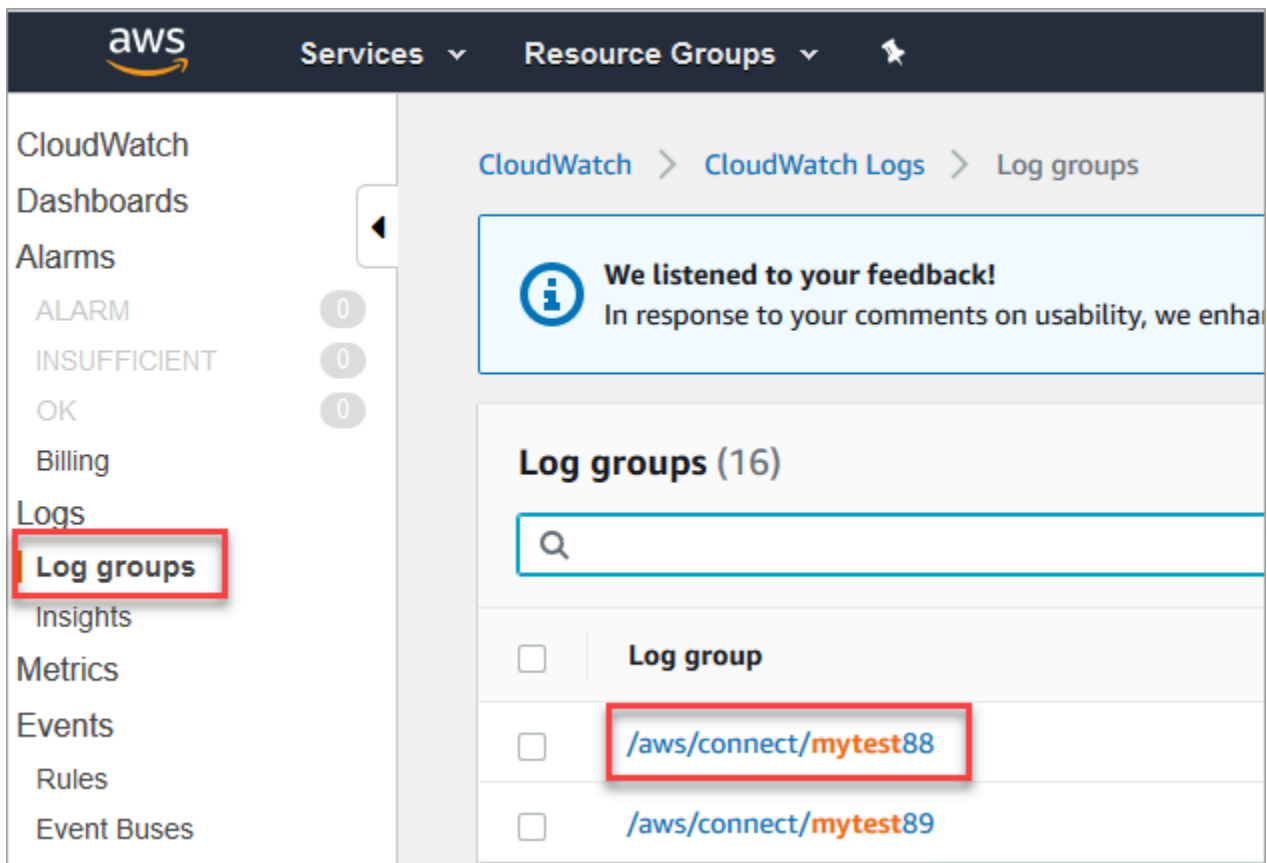 aws
Services
Resource Groups
CloudWatch
Dashboards
Alarms
ALARM 0
INSUFFICIENT 0
OK 0
Billing
Logs
Log groups
Insights
Metrics
Events
Rules
Event Buses
CloudWatch > CloudWatch Logs > Log groups
We listened to your feedback!
In response to your comments on usability, we enha
Log groups (16)
Log group
/aws/connect/mytest88
/aws/connect/mytest89